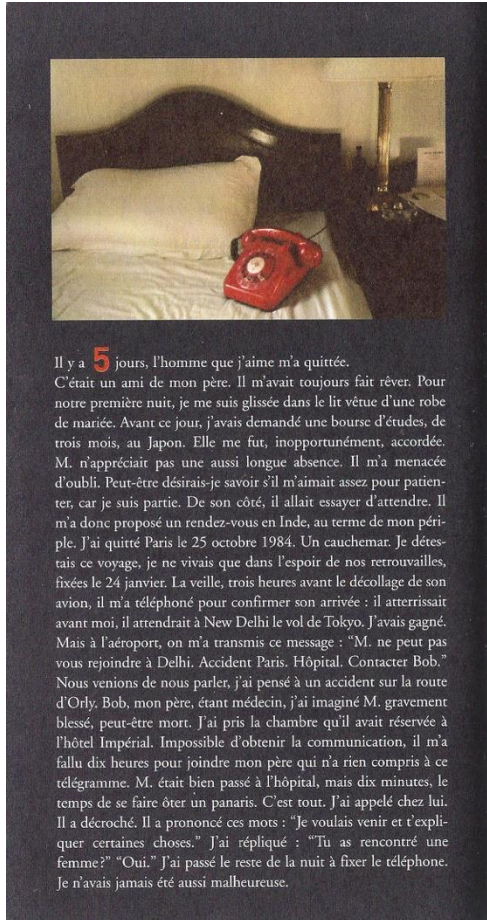 Il y a 5 jours, l’homme que j’aime m’a quittée.
C’était un ami de mon père. Il m’avait toujours fait rêver. Pour
notre première nuit, je me suis glissée dans le lit vêtue d’une robe
de mariée. Avant ce jour, j’avais demandé une bourse d’études, de
trois mois, au Japon. Elle me fut, inopportunément, accordée.
M. n’appréciait pas une aussi longue absence. Il m’a menacée
d’oubli. Peut-être désirais-je savoir s’il m’aimait assez pour patien-
ter, car je suis partie. De son côté, il allait essayer d’attendre. Il
m’a donc proposé un rendez-vous en Inde, au terme de mon péri-
ple. J’ai quitté Paris le 25 octobre 1984. Un cauchemar. Je détes-
tais ce voyage, je ne vivais que dans l’espoir de nos retrouvailles,
fixées le 24 janvier. La veille, trois heures avant le décollage de son
avion, il m’a téléphoné pour confirmer son arrivée : il atterrissait
avant moi, il attendrait à New Delhi le vol de Tokyo. J’avais gagné.
Mais à l’aéroport, on m’a transmis ce message : “M. ne peut pas
vous rejoindre à Delhi. Accident Paris. Hôpital. Contacter Bob.”
Nous venions de nous parler, j’ai pensé à un accident sur la route
d’Orly. Bob, mon père, étant médecin, j’ai imaginé M. gravement
blessé, peut-être mort. J’ai pris la chambre qu’il avait réservée à
l’hôtel Impérial. Impossible d’obtenir la communication, il m’a
fallu dix heures pour joindre mon père qui n’a rien compris à ce
télégramme. M. était bien passé à l’hôpital, mais dix minutes, le
temps de se faire ôter un panaris. C’est tout. J’ai appelé chez lui.
Il a décroché. Il a prononcé ces mots : “Je voulais venir et t’expli-
quer certaines choses.” J’ai répliqué : “Tu as rencontré une
femme?” “Oui.” J’ai passé le reste de la nuit à fixer le téléphone.
Je n’avais jamais été aussi malheureuse.